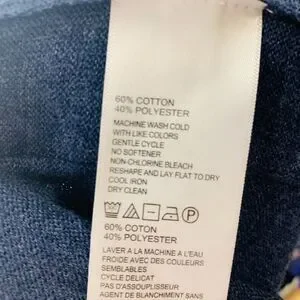 60% COTTON
40% POLYESTER
MACHINE WASH COLD
WITH LIKE COLORS
GENTLE CYCLE
NO SOFTENER
NON-CHLORINE BLEACH
RESHAPE AND LAY FLAT TO DRY
COOL IRON
DRY CLEAN
60% COTTON
40% POLYESTER
LAVER A LA MACHINE A L'EAU
FROIDE AVEC DES COULEURS
SEMBLABLES
CYCLE DELICAT
PAS D'ASSOUPLISSEUR
AGENT DE BLANCHIMENT SANS